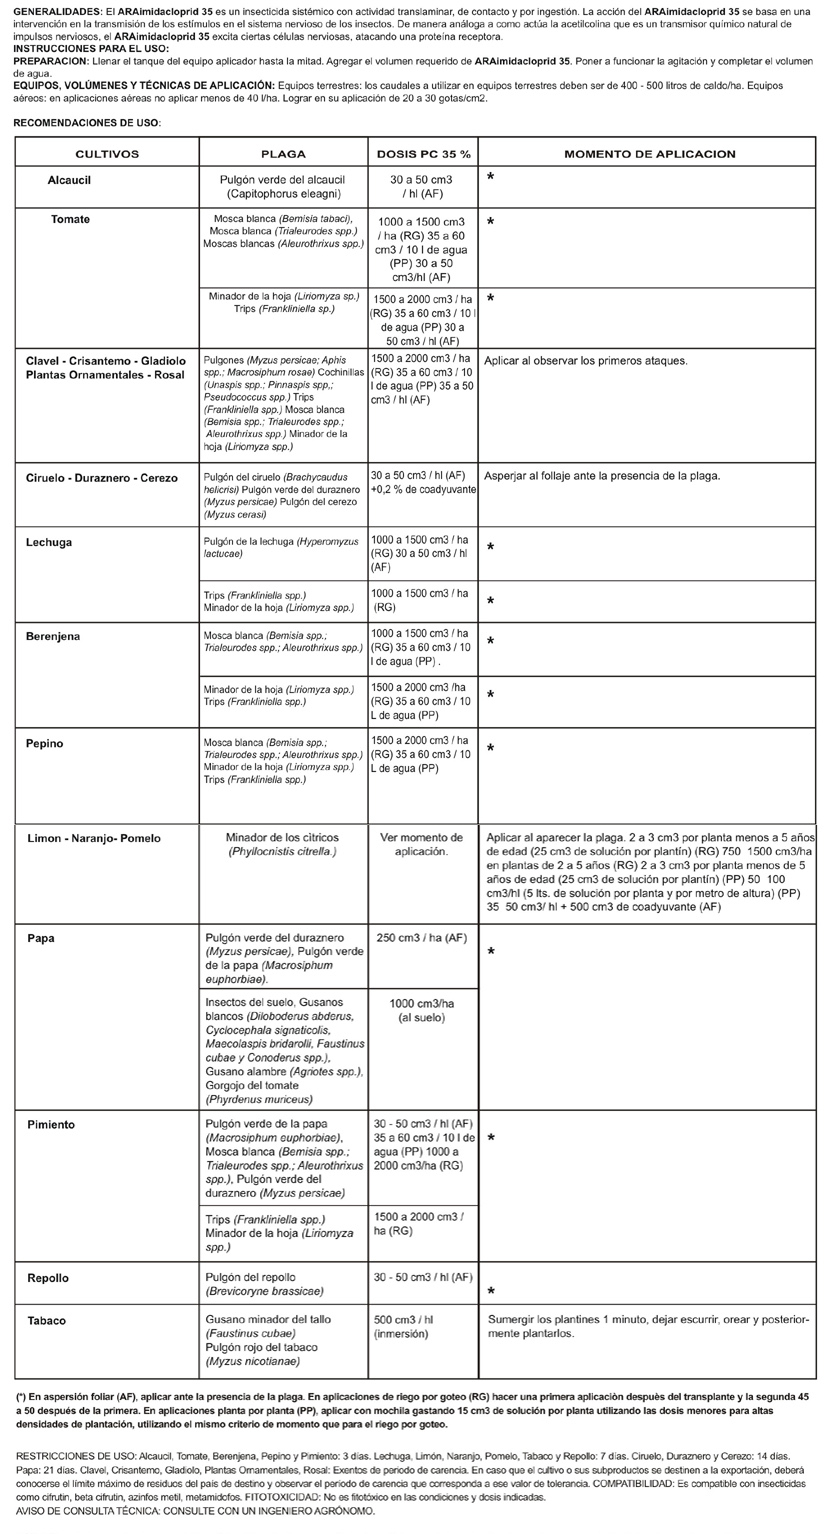 GENERALIDADES: El ARAimidacloprid 35 es un insecticida sistémico con actividad translaminar, de contacto y por ingestión. La acción del ARAimidacloprid 35 se basa en una
intervención en la transmisión de los estímulos en el sistema nervioso de los insectos. De manera análoga a como actúa la acetilcolina que es un transmisor químico natural de
impulsos nerviosos, el ARAimidacloprid 35 excita ciertas células nerviosas, atacando una proteína receptora.
INSTRUCCIONES PARA EL USO:
PREPARACION: Llenar el tanque del equipo aplicador hasta la mitad. Agregar el volumen requerido de ARAimidacloprid 35. Poner a funcionar la agitación y completar el volumen
de agua.
EQUIPOS, VOLÚMENES Y TÉCNICAS DE APLICACIÓN: Equipos terrestres: los caudales a utilizar en equipos terrestres deben ser de 400 - 500 litros de caldo/ha. Equipos
aéreos: en aplicaciones aéreas no aplicar menos de 40 l/ha. Lograr en su aplicación de 20 a 30 gotas/cm2.
RECOMENDACIONES DE USO:
CULTIVOS PLAGA DOSIS PC 35 % MOMENTO DE APLICACION
Alcaucil
Pulgón verde del alcaucil
(Capitophorus eleagni)
30 a 50 cm3
/ hl (AF)
*
Tomate
Mosca blanca (Bemisia tabaci),
Mosca blanca (Trialeurodes spp.)
Moscas blancas (Aleurothrixus spp.)
1000 a 1500 cm3
/ ha (RG) 35 a 60
cm3 / 10 l de agua
(PP) 30 a 50
cm3/hl (AF)
*
Minador de la hoja (Liriomyza sp.)
Trips (Frankliniella sp.)
1500 a 2000 cm3 / ha
(RG) 35 a 60 cm3 / 10 l
de agua (PP) 30 a
50 cm3 / hl (AF)
*
Clavel - Crisantemo - Gladiolo
Plantas Ornamentales - Rosal
Pulgones (Myzus persicae; Aphis
spp.; Macrosiphum rosae) Cochinillas
(Unaspis spp.; Pinnaspis spp,;
Pseudococcus spp.) Trips
(Frankliniella spp.) Mosca blanca
(Bemisia spp.; Trialeurodes spp.;
Aleurothrixus spp.) Minador de la
hoja (Liriomyza spp.)
1500 a 2000 cm3 / ha
(RG) 35 a 60 cm3 / 10
l de agua (PP) 35 a 50
cm3 / hl (AF)
Aplicar al observar los primeros ataques.
Ciruelo - Duraznero - Cerezo
Pulgón del ciruelo (Brachycaudus
helicrisi) Pulgón verde del duraznero
(Myzus persicae) Pulgón del cerezo
(Myzus cerasi)
30 a 50 cm3 / hl (AF)
+0,2 % de coadyuvante
Asperjar al follaje ante la presencia de la plaga.
Lechuga
Pulgón de la lechuga (Hyperomyzus
lactucae)
1000 a 1500 cm3 / ha
(RG) 30 a 50 cm3 / hl
(AF)
*
Trips (Frankliniella spp.)
Minador de la hoja (Liriomyza spp.)
1000 a 1500 cm3 / ha
(RG)
*
Berenjena
Mosca blanca (Bemisia spp.;
Trialeurodes spp.; Aleurothrixus spp.)
1000 a 1500 cm3 / ha
(RG) 35 a 60 cm3 / 10
l de agua (PP) .
*
Minador de la hoja (Liriomyza spp.)
Trips (Frankliniella spp.)
1500 a 2000 cm3 /ha
(RG) 35 a 60 cm3 / 10
L de agua (PP)
*
Pepino
Mosca blanca (Bemisia spp.;
Trialeurodes spp.; Aleurothrixus spp.)
Minador de la hoja (Liriomyza spp.)
Trips (Frankliniella spp.)
1500 a 2000 cm3 / ha
(RG) 35 a 60 cm3 / 10
L de agua (PP)
*
Limon - Naranjo- Pomelo
Minador de los citricos
(Phyllocnistis citrella.)
Ver momento de
aplicación.
Aplicar al aparecer la plaga. 2 a 3 cm3 por planta menos a 5 años
de edad (25 cm3 de solución por plantín) (RG) 750 1500 cm3/ha
en plantas de 2 a 5 años (RG) 2 a 3 cm3 por planta menos de 5
años de edad (25 cm3 de solución por plantín) (PP) 50 100
cm3/hl (5 lts. de solución por planta y por metro de altura) (PP)
35 50 cm3/ hl + 500 cm3 de coadyuvante (AF)
Papa
Pulgón verde del duraznero
(Myzus persicae), Pulgón verde
de la papa (Macrosiphum
euphorbiae).
250 cm3 / ha (AF)
*
Insectos del suelo, Gusanos
blancos (Diloboderus abderus,
Cyclocephala signaticolis,
Maecolaspis bridarolli, Faustinus
cubae y Conoderus spp.),
Gusano alambre (Agriotes spp.),
Gorgojo del tomate
(Phyrdenus muriceus)
1000 cm3/ha
(al suelo)
Pimiento
Pulgón verde de la papa
(Macrosiphum euphorbiae),
Mosca blanca (Bemisia spp.;
Trialeurodes spp.; Aleurothrixus
spp.), Pulgón verde del
duraznero (Myzus persicae)
30 - 50 cm3 / hl (AF)
35 a 60 cm3 / 10 l de
agua (PP) 1000 a
2000 cm3/ha (RG)
*
Trips (Frankliniella spp.)
Minador de la hoja (Liriomyza
spp.)
1500 a 2000 cm3 /
ha (RG)
Repollo
Pulgón del repollo
(Brevicoryne brassicae)
30 - 50 cm3 / hl (AF)
*
Tabaco
Gusano minador del tallo
(Faustinus cubae)
Pulgón rojo del tabaco
(Myzus nicotianae)
500 cm3 / hl
(inmersión)
Sumergir los plantines 1 minuto, dejar escurrir, orear y posterior-
mente plantarlos.
(*) En aspersión foliar (AF), aplicar ante la presencia de la plaga. En aplicaciones de riego por goteo (RG) hacer una primera aplicaciòn despuès del transplante y la segunda 45
a 50 después de la primera. En aplicaciones planta por planta (PP), aplicar con mochila gastando 15 cm3 de solución por planta utilizando las dosis menores para altas
densidades de plantación, utilizando el mismo criterio de momento que para el riego por goteo.
RESTRICCIONES DE USO: Alcaucil, Tomate, Berenjena, Pepino y Pimiento: 3 días. Lechuga, Limón, Naranjo, Pomelo, Tabaco y Repollo: 7 días. Ciruelo, Duraznero y Cerezo: 14 días.
Papa: 21 días. Clavel, Crisantemo, Gladiolo, Plantas Ornamentales, Rosal: Exentos de periodo de carencia. En caso que el cultivo o sus subproductos se destinen a la exportación, deberá
conocerse el límite máximo de residuos del país de destino y observar el periodo de carencia que corresponda a ese valor de tolerancia. COMPATIBILIDAD: Es compatible con insecticidas
como cifrutin, beta cifrutin, azinfos metil, metamidofos. FITOTOXICIDAD: No es fitotóxico en las condiciones y dosis indicadas.
AVISO DE CONSULTA TÉCNICA: CONSULTE CON UN INGENIERO AGRÓNOMO.